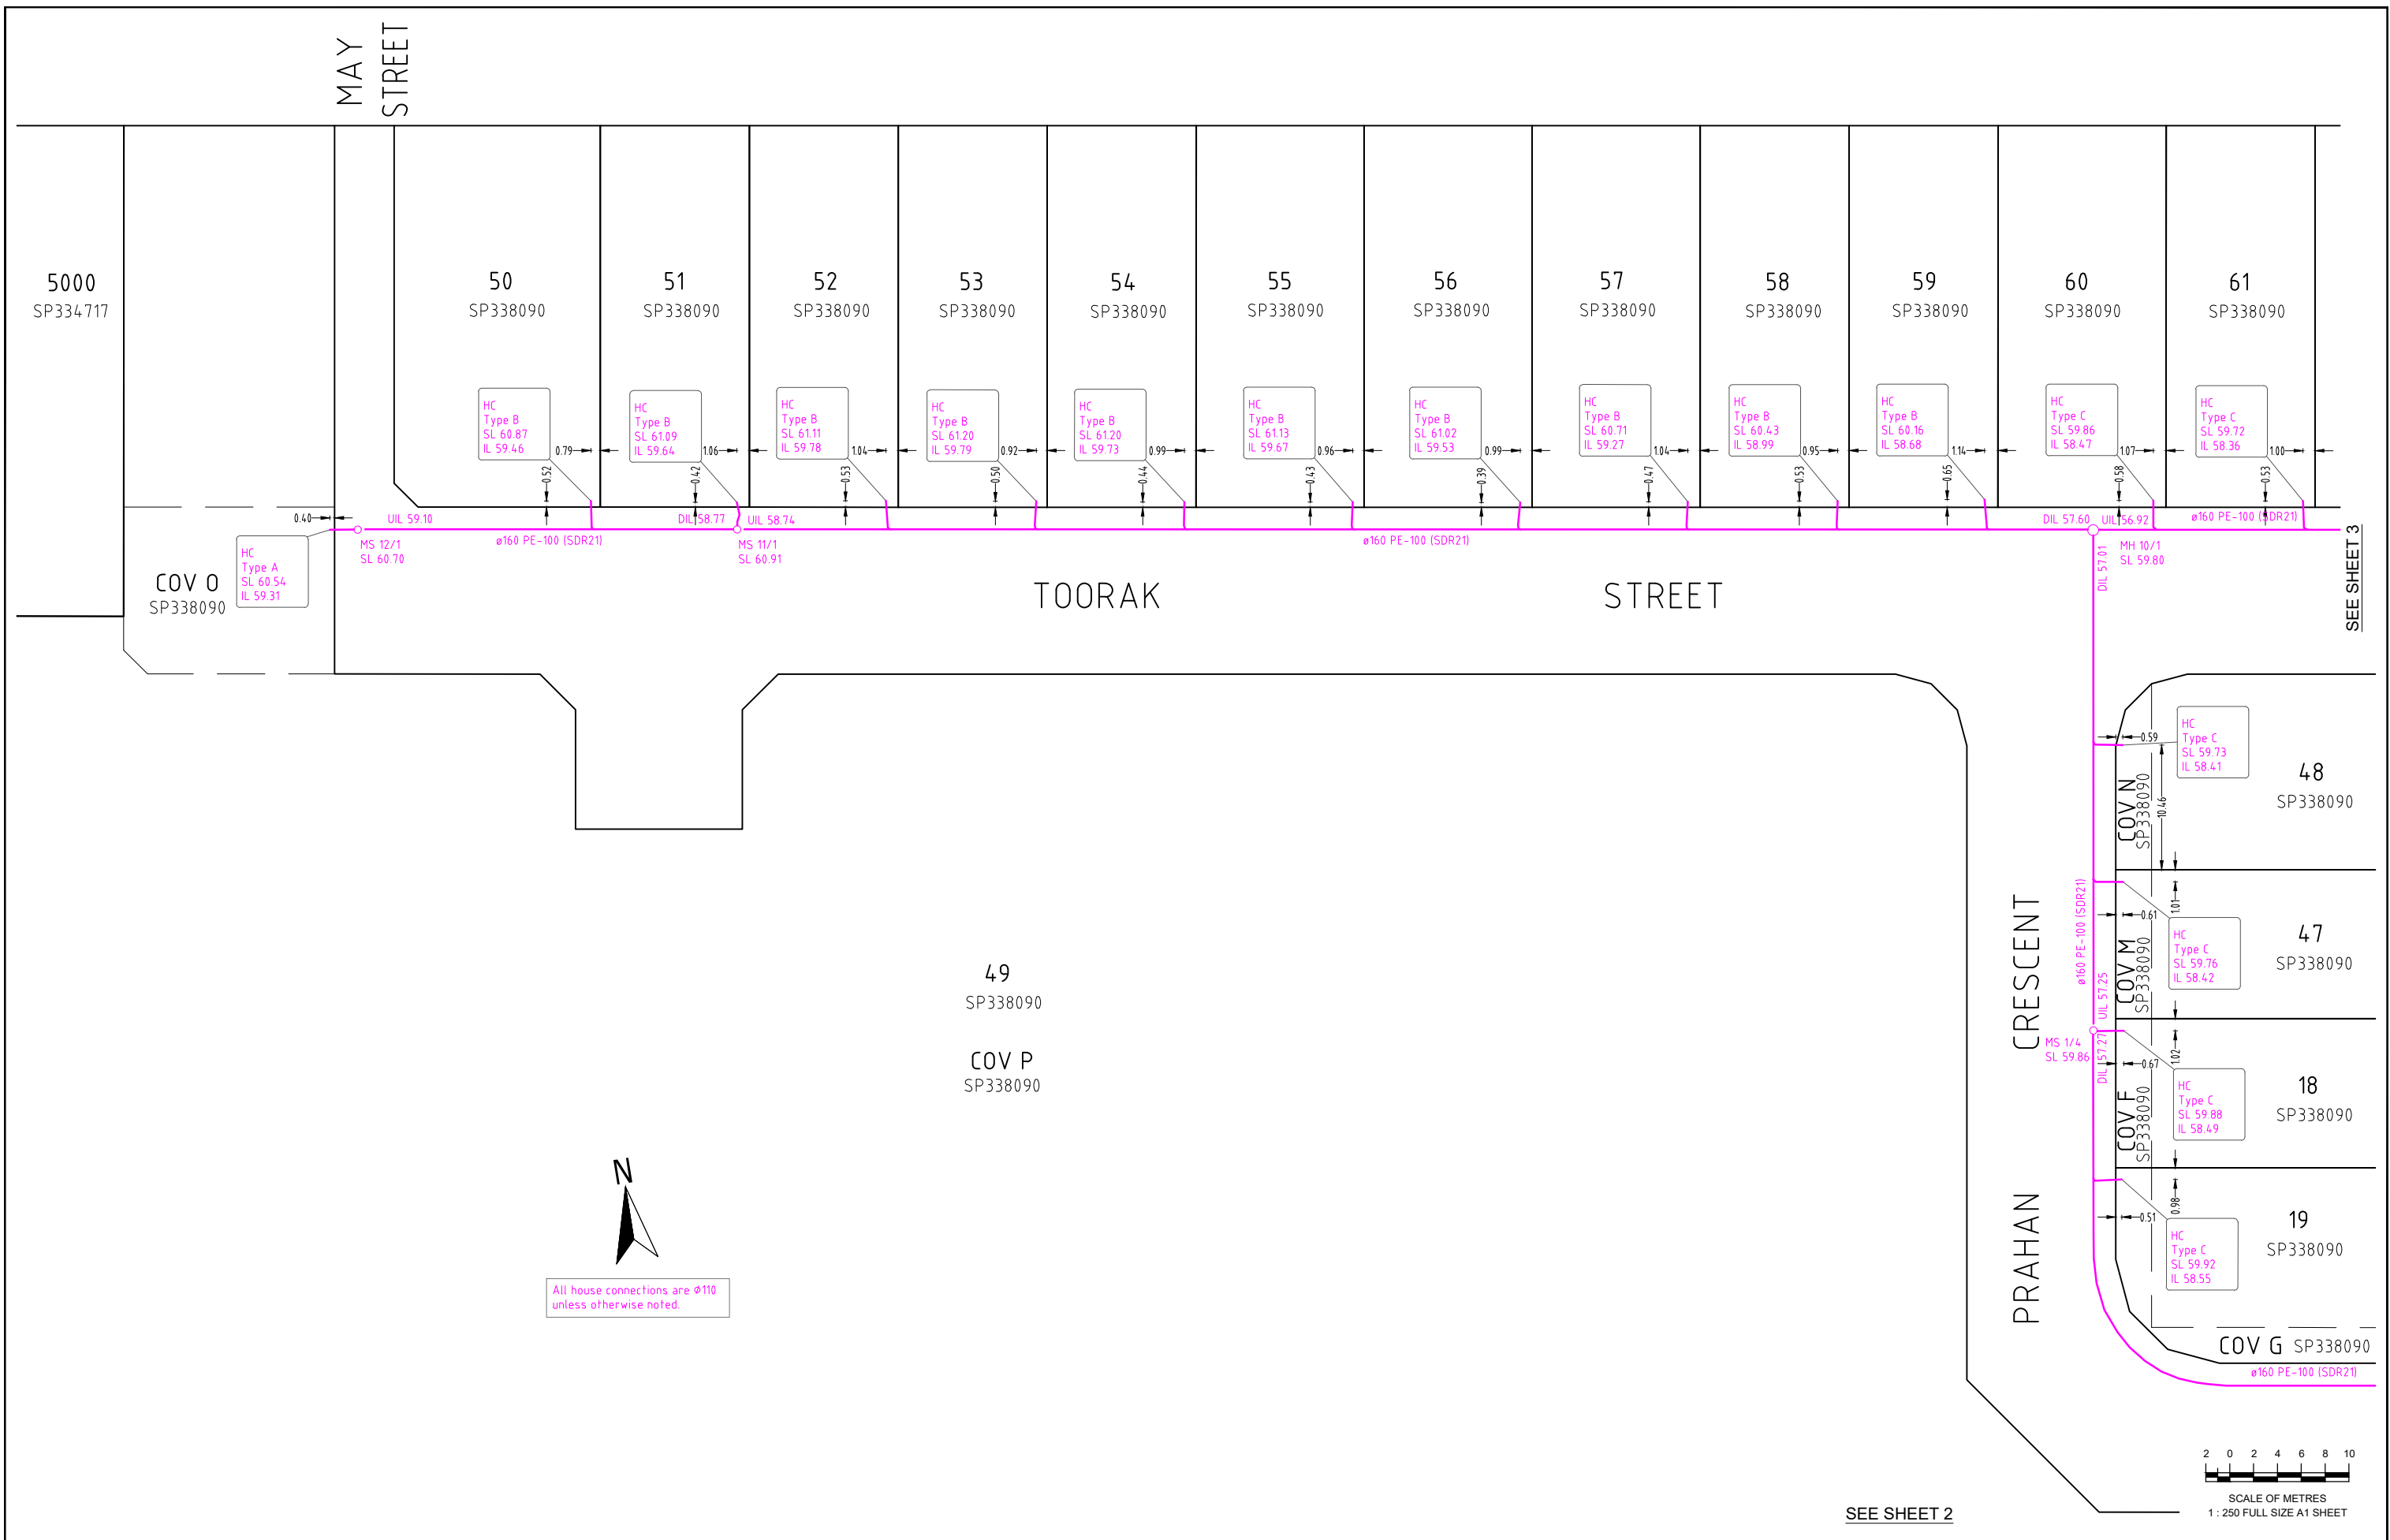 MAY
STREET
5000
SP334717
50
SP338090
51
SP338090
52
SP338090
53
SP338090
54
SP338090
55
SP338090
56
SP338090
57
SP338090
58
SP338090
59
SP338090
60
SP338090
61
SP338090
HC
Type B
SL 60.87
IL 59.46
0.79
0.52
HC
Type B
SL 61.09
IL 59.64
1.06
0.42
HC
Type B
SL 61.11
IL 59.78
1.04
0.53
HC
Type B
SL 61.20
IL 59.79
0.92
0.50
HC
Type B
SL 61.20
IL 59.73
0.99
0.44
HC
Type B
SL 61.13
IL 59.67
0.96
0.43
HC
Type B
SL 61.02
IL 59.53
0.99
0.39
HC
Type B
SL 60.71
IL 59.27
1.04
0.47
HC
Type B
SL 60.43
IL 58.99
0.95
0.53
HC
Type B
SL 60.16
IL 58.68
1.14
0.65
HC
Type C
SL 59.86
IL 58.47
1.07
0.58
HC
Type C
SL 59.72
IL 58.36
1.00
0.53
0.40
UIL 59.10
DIL 58.77
UIL 58.74
DIL 57.60
UIL 56.92
ø160 PE-100 (SDR21)
MS 12/1
SL 60.70
ø160 PE-100 (SDR21)
MS 11/1
SL 60.91
ø160 PE-100 (SDR21)
MH 10/1
SL 59.80
DIL 57.01
SEE SHEET 3
HC
Type A
SL 60.54
IL 59.31
COV O
SP338090
TOORAK STREET
0.59
HC
Type C
SL 59.73
IL 58.41
48
SP338090
COV N
SP338090
10.46
1.01
0.61
HC
Type C
SL 59.76
IL 58.42
47
SP338090
COV M
SP338090
ø160 PE-100 (SDR21)
UIL 57.25
MS 1/4
SL 59.86
DIL 57.27
1.02
0.67
HC
Type C
SL 59.88
IL 58.49
18
SP338090
COV F
SP338090
0.98
0.51
HC
Type C
SL 59.92
IL 58.55
19
SP338090
COV G SP338090
ø160 PE-100 (SDR21)
PRAHAN CRESCENT
49
SP338090
COV P
SP338090
N
All house connections are ø110
unless otherwise noted.
2 0 2 4 6 8 10
SCALE OF METRES
1 : 250 FULL SIZE A1 SHEET
SEE SHEET 2